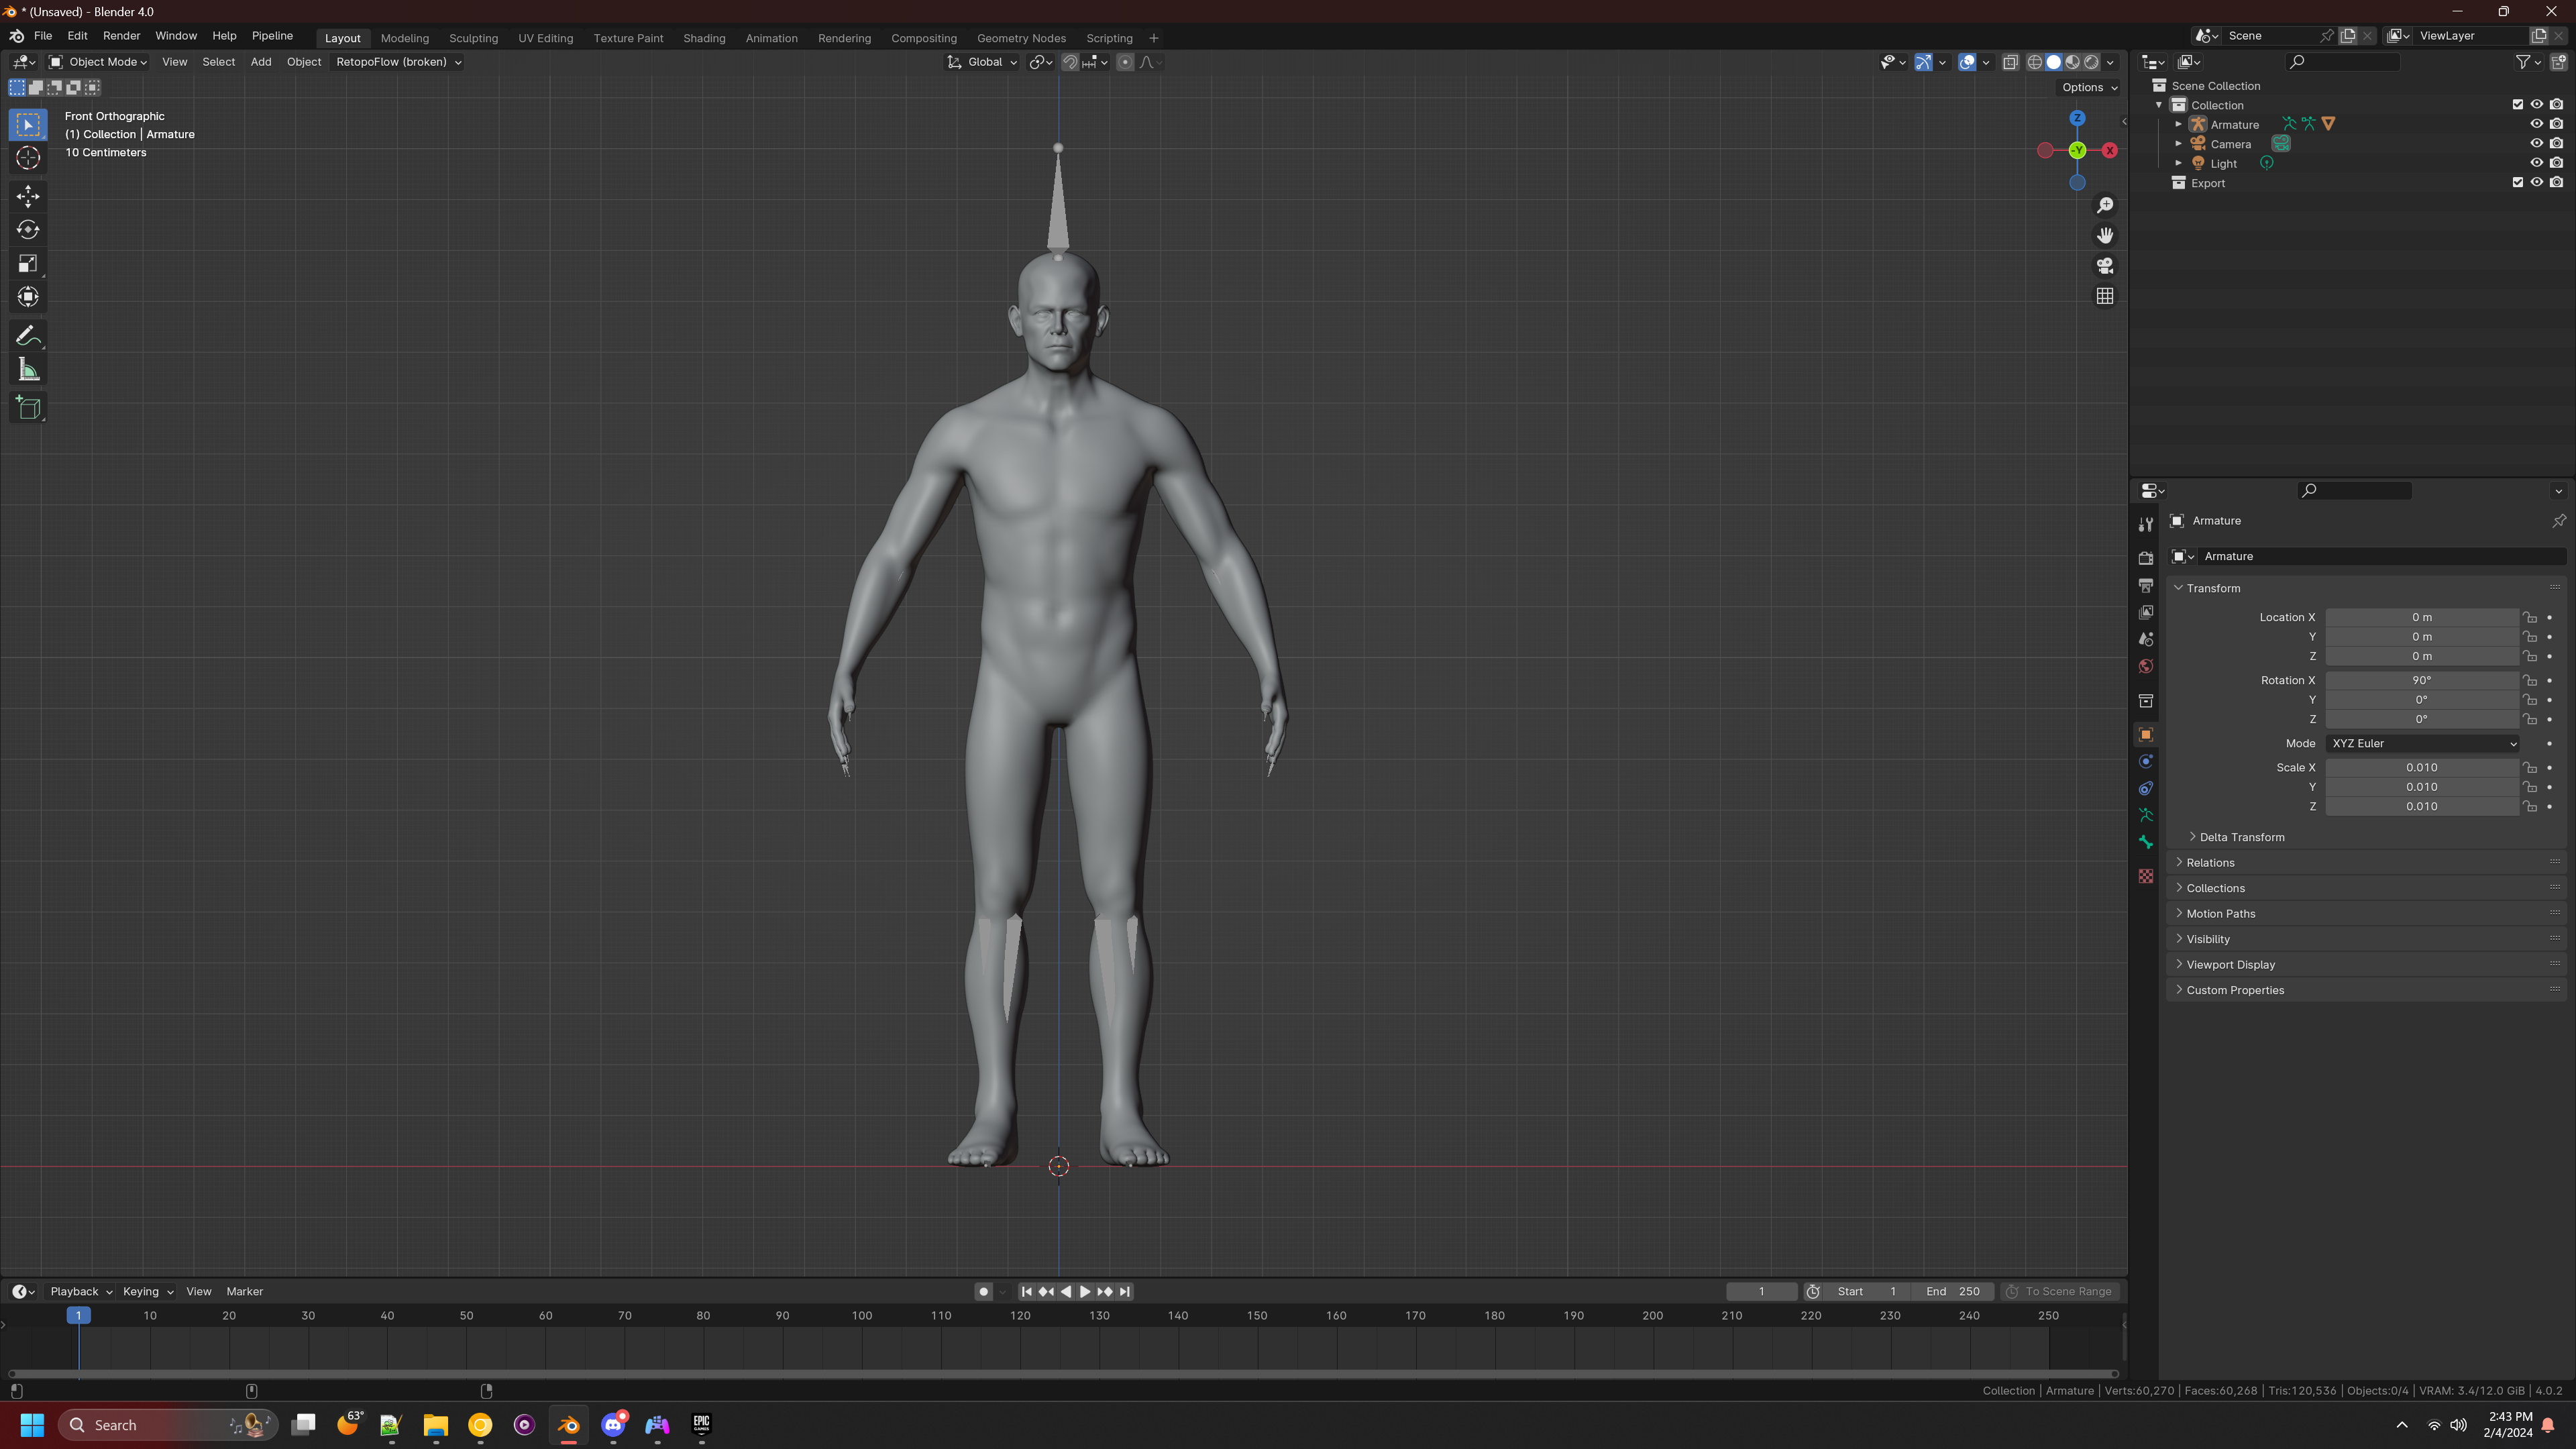 * (Unsaved) - Blender 4.0
File Edit Render Window Help Pipeline Layout Modeling Sculpting UV Editing Texture Paint Shading Animation Rendering Compositing Geometry Nodes Scripting + Scene ViewLayer
Object Mode View Select Add Object RetopoFlow (broken) Global
Options
Front Orthographic
(1) Collection | Armature
10 Centimeters
Z
-Y X
Scene Collection
Collection
Armature
Camera
Light
Export
Armature
Armature
Transform
Location X 0 m
Y 0 m
Z 0 m
Rotation X 90°
Y 0°
Z 0°
Mode XYZ Euler
Scale X 0.010
Y 0.010
Z 0.010
Delta Transform
Relations
Collections
Motion Paths
Visibility
Viewport Display
Custom Properties
Playback Keying View Marker 1 Start 1 End 250 To Scene Range
1 10 20 30 40 50 60 70 80 90 100 110 120 130 140 150 160 170 180 190 200 210 220 230 240 250
Collection | Armature | Verts:60,270 | Faces:60,268 | Tris:120,536 | Objects:0/4 | VRAM: 3.4/12.0 GiB | 4.0.2
Search 63° EPIC GAMES 2:43 PM
2/4/2024